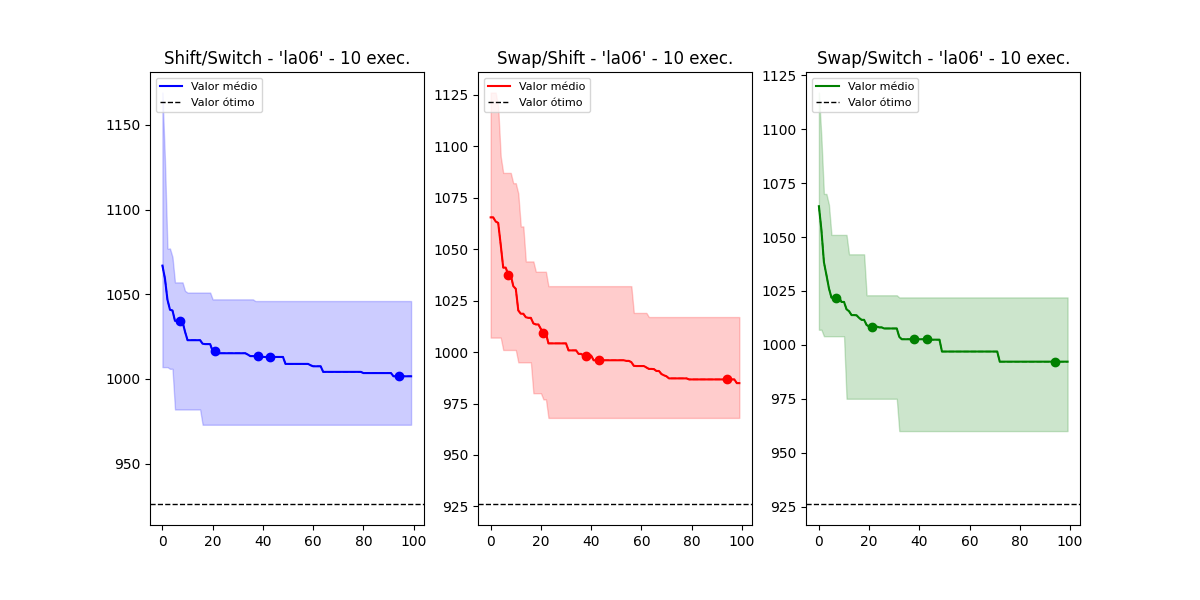 Shift/Switch - 'la06' - 10 exec.
Valor médio
Valor ótimo
1150
1100
1050
1000
950
0 20 40 60 80 100
Swap/Shift - 'la06' - 10 exec.
Valor médio
Valor ótimo
1125
1100
1075
1050
1025
1000
975
950
925
0 20 40 60 80 100
Swap/Switch - 'la06' - 10 exec.
Valor médio
Valor ótimo
1125
1100
1075
1050
1025
1000
975
950
925
0 20 40 60 80 100